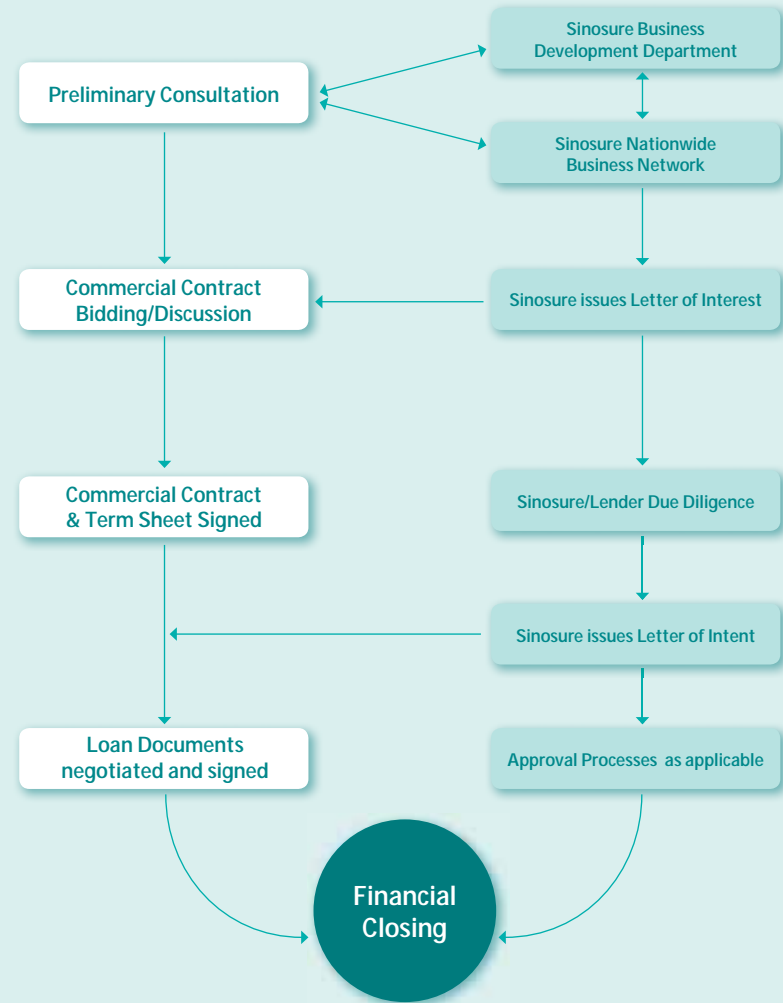 Sinosure Business
Development Department
Preliminary Consultation
Sinosure Nationwide
Business Network
Commercial Contract
Bidding/Discussion
Sinosure issues Letter of Interest
Commercial Contract
& Term Sheet Signed
Sinosure/Lender Due Diligence
Sinosure issues Letter of Intent
Loan Documents
negotiated and signed
Approval Processes as applicable
Financial
Closing